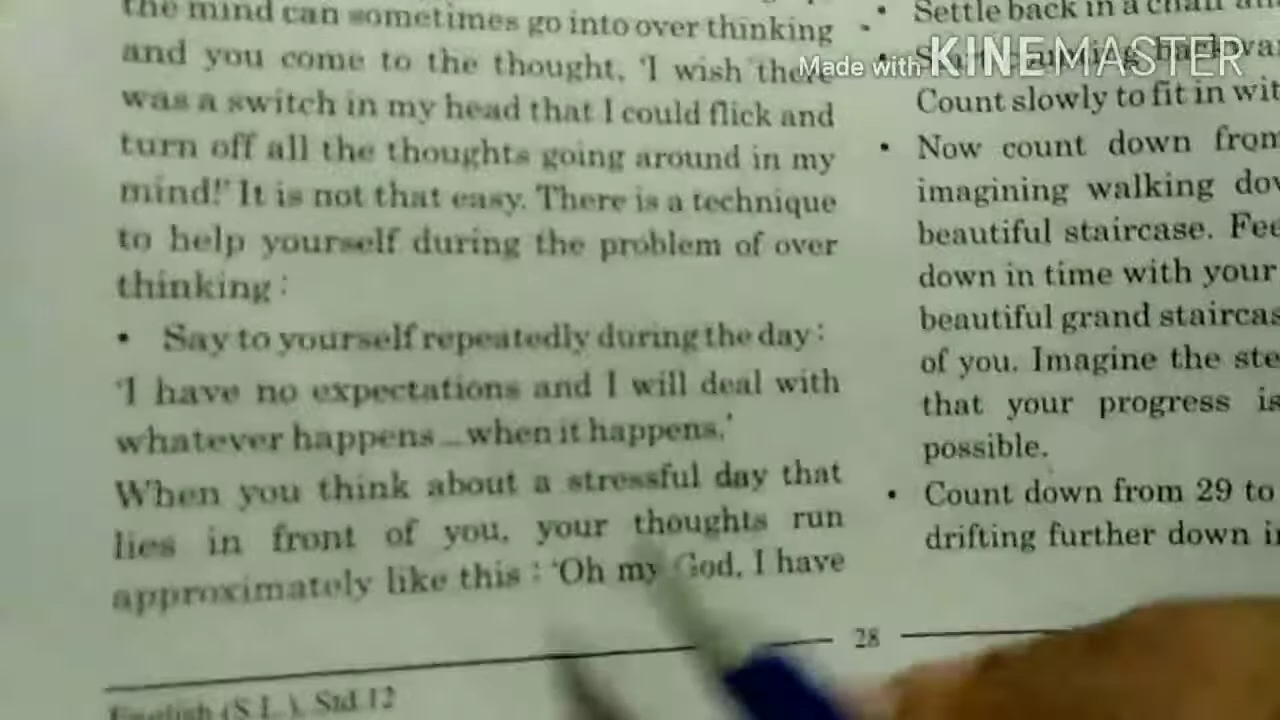 the mind can sometimes go into over thinking
and you come to the thought, 'I wish there
was a switch in my head that I could flick and
turn off all the thoughts going around in my
mind!' It is not that easy. There is a technique
to help yourself during the problem of over
thinking :
• Say to yourself repeatedly during the day :
'I have no expectations and I will deal with
whatever happens _ when it happens.'
When you think about a stressful day that
lies in front of you, your thoughts run
approximately like this : 'Oh my God, I have
• Settle back in a chair
Made with KINEMASTER
Count slowly to fit in
• Now count down from
imagining walking
beautiful staircase.
down in time with your
beautiful grand
of you. Imagine the
that your progress is
possible.
• Count down from 29 to
drifting further down
28
English (S.L.), Std.12